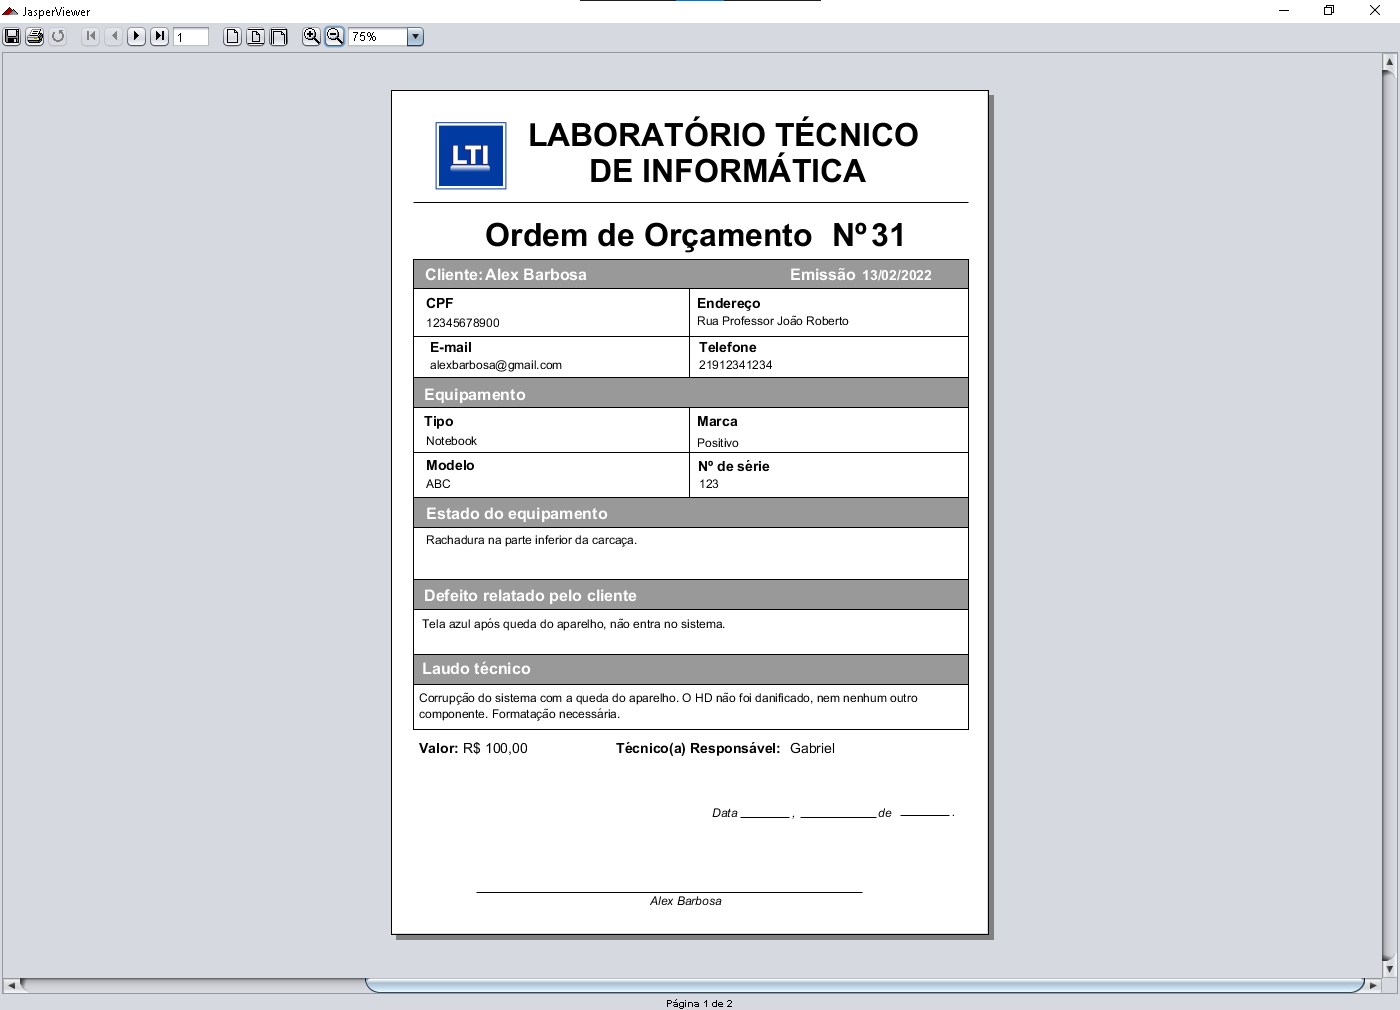 JasperViewer
1
75%
LTI
LABORATÓRIO TÉCNICO
DE INFORMÁTICA
Ordem de Orçamento Nº 31
Cliente: Alex Barbosa Emissão 13/02/2022
CPF Endereço
12345678900 Rua Professor João Roberto
E-mail Telefone
alexbarbosa@gmail.com 21912341234
Equipamento
Tipo Marca
Notebook Positivo
Modelo Nº de série
ABC 123
Estado do equipamento
Rachadura na parte inferior da carcaça.
Defeito relatado pelo cliente
Tela azul após queda do aparelho, não entra no sistema.
Laudo técnico
Corrupção do sistema com a queda do aparelho. O HD não foi danificado, nem nenhum outro
componente. Formatação necessária.
Valor: R$ 100,00 Técnico(a) Responsável: Gabriel
Data ______ , _________ de ______ .
Alex Barbosa
Página 1 de 2